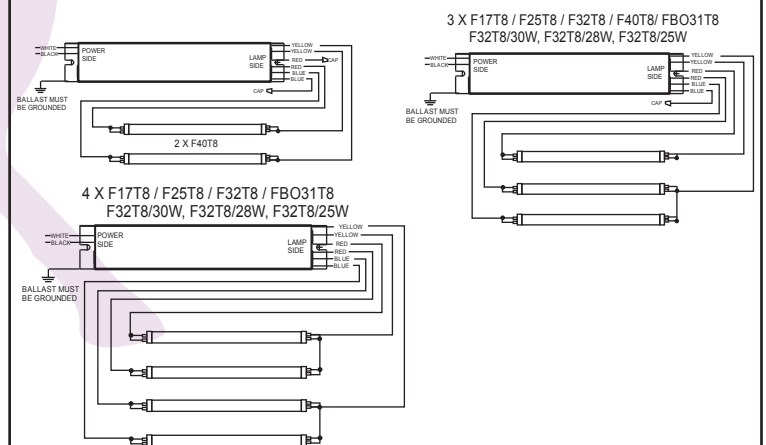 WHITE
BLACK
POWER
SIDE
LAMP
SIDE
YELLOW
YELLOW
RED
CAP
RED
BLUE
BLUE
CAP
BALLAST MUST
BE GROUNDED
2 X F40T8
3 X F17T8 / F25T8 / F32T8 / F40T8/ FBO31T8
F32T8/30W, F32T8/28W, F32T8/25W
WHITE
BLACK
POWER
SIDE
LAMP
SIDE
YELLOW
YELLOW
RED
RED
BLUE
BLUE
CAP
BALLAST MUST
BE GROUNDED
4 X F17T8 / F25T8 / F32T8 / FBO31T8
F32T8/30W, F32T8/28W, F32T8/25W
WHITE
BLACK
POWER
SIDE
LAMP
SIDE
YELLOW
YELLOW
RED
RED
BLUE
BLUE
BALLAST MUST
BE GROUNDED